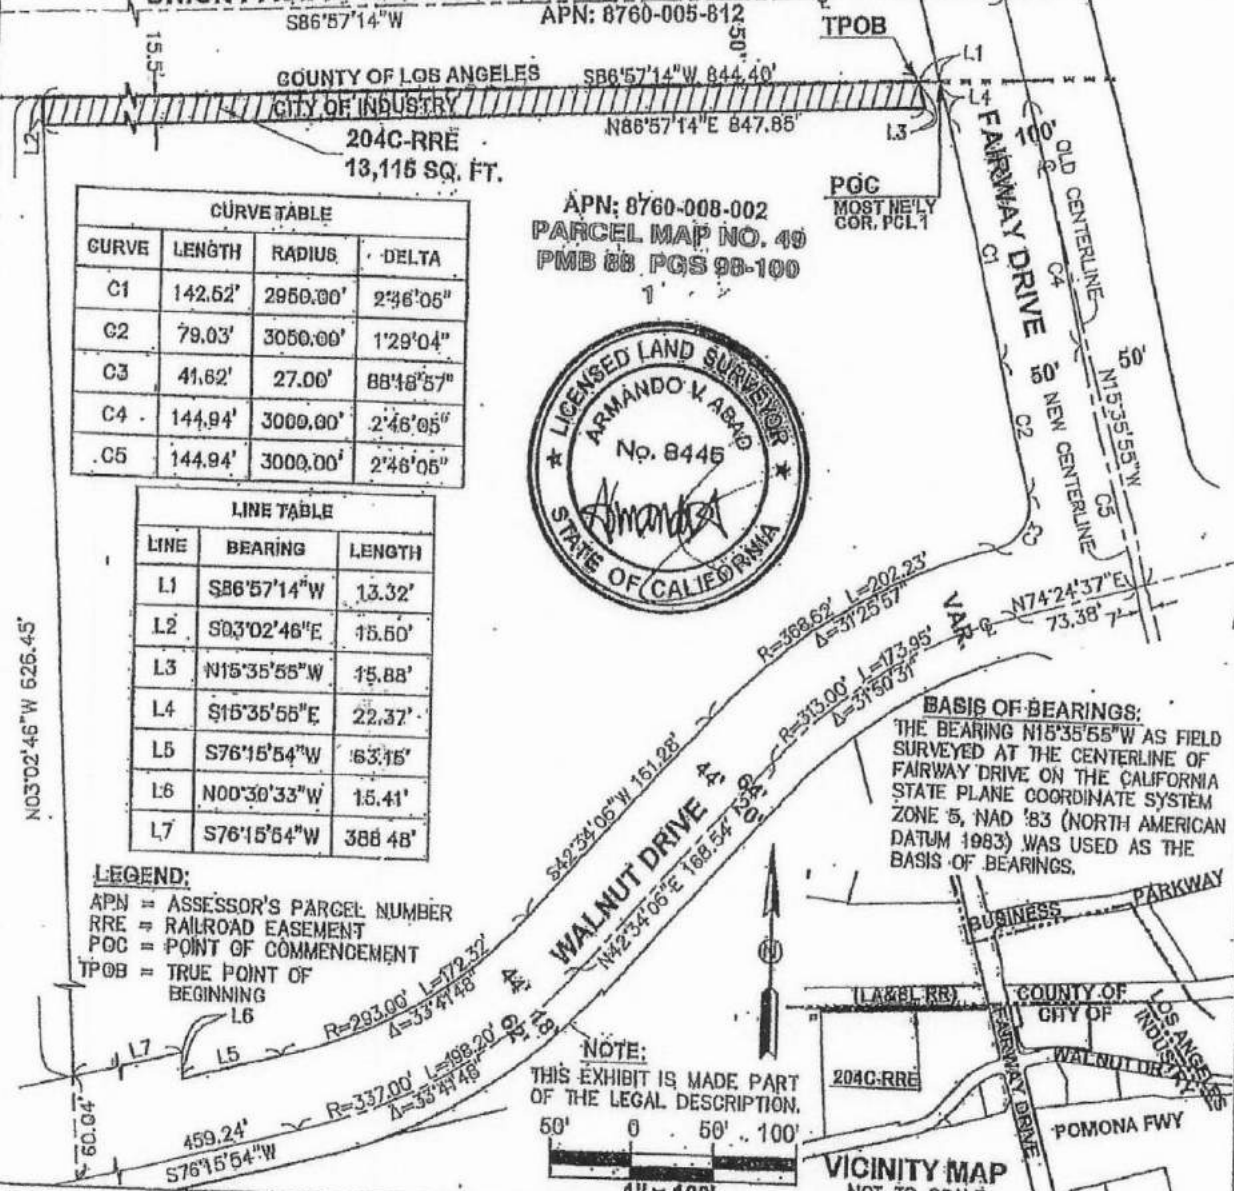 S86°57'14"W
APN: 8760-005-812
TPOB
15.5'
50'
L1
COUNTY OF LOS ANGELES
S86°57'14"W 844.40'
CITY OF INDUSTRY
L4
L2
N86°57'14"E 847.85'
L3
204C-RRE
13,115 SQ. FT.
FAIRWAY DRIVE
100'
OLD CENTERLINE
POC
MOST NE'LY
COR. PCL.1
APN: 8760-008-002
PARCEL MAP NO. 49
PMB 88 PGS 98-100
1
CURVE TABLE
CURVE LENGTH RADIUS DELTA
C1 142.52' 2950.00' 2°46'05"
C2 79.03' 3050.00' 1°29'04"
C3 41.62' 27.00' 88°18'57"
C4 144.94' 3000.00' 2°46'05"
C5 144.94' 3000.00' 2°46'05"
C1
C4
50'
50'
N15°35'55"W
NEW CENTERLINE
C2
C5
C3
LICENSED LAND SURVEYOR
ARMANDO V. ABAD
No. 8445
STATE OF CALIFORNIA
LINE TABLE
LINE BEARING LENGTH
L1 S86°57'14"W 13.32'
L2 S03°02'46"E 15.50'
L3 N15°35'55"W 15.88'
L4 S15°35'55"E 22.37'
L5 S76°15'54"W 63.15'
L6 N00°30'33"W 15.41'
L7 S76°15'54"W 388.48'
N03°02'46"W 626.45'
R=368.62' L=202.23'
Δ=31°25'57"
VAR.
N74°24'37"E
73.38'
7'
R=313.00' L=173.95'
Δ=31°50'31"
S42°34'06"W 161.28'
44'
64'
20'
WALNUT DRIVE
N42°34'06"E 168.54'
BASIS OF BEARINGS:
THE BEARING N15°35'55"W AS FIELD
SURVEYED AT THE CENTERLINE OF
FAIRWAY DRIVE ON THE CALIFORNIA
STATE PLANE COORDINATE SYSTEM
ZONE 5, NAD '83 (NORTH AMERICAN
DATUM 1983) WAS USED AS THE
BASIS OF BEARINGS.
LEGEND:
APN = ASSESSOR'S PARCEL NUMBER
RRE = RAILROAD EASEMENT
POC = POINT OF COMMENCEMENT
TPOB = TRUE POINT OF
BEGINNING
L6
L7
L5
R=293.00' L=172.32'
Δ=33°41'48"
44'
62'
18'
R=337.00' L=198.20'
Δ=33°41'48"
60.04'
459.24'
S76°15'54"W
N
NOTE:
THIS EXHIBIT IS MADE PART
OF THE LEGAL DESCRIPTION.
50' 0 50' 100'
1"=100'
BUSINESS PARKWAY
(LA&SL RR)
COUNTY OF LOS ANGELES
CITY OF INDUSTRY
204C-RRE
FAIRWAY DRIVE
WALNUT DR.
FAIRWAY DRIVE
POMONA FWY
VICINITY MAP
NOT TO SCALE